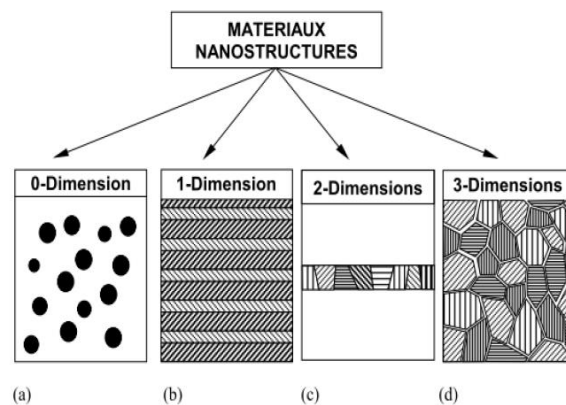 MATERIAUX
NANOSTRUCTURES
0-Dimension
1-Dimension
2-Dimensions
3-Dimensions
(a)
(b)
(c)
(d)